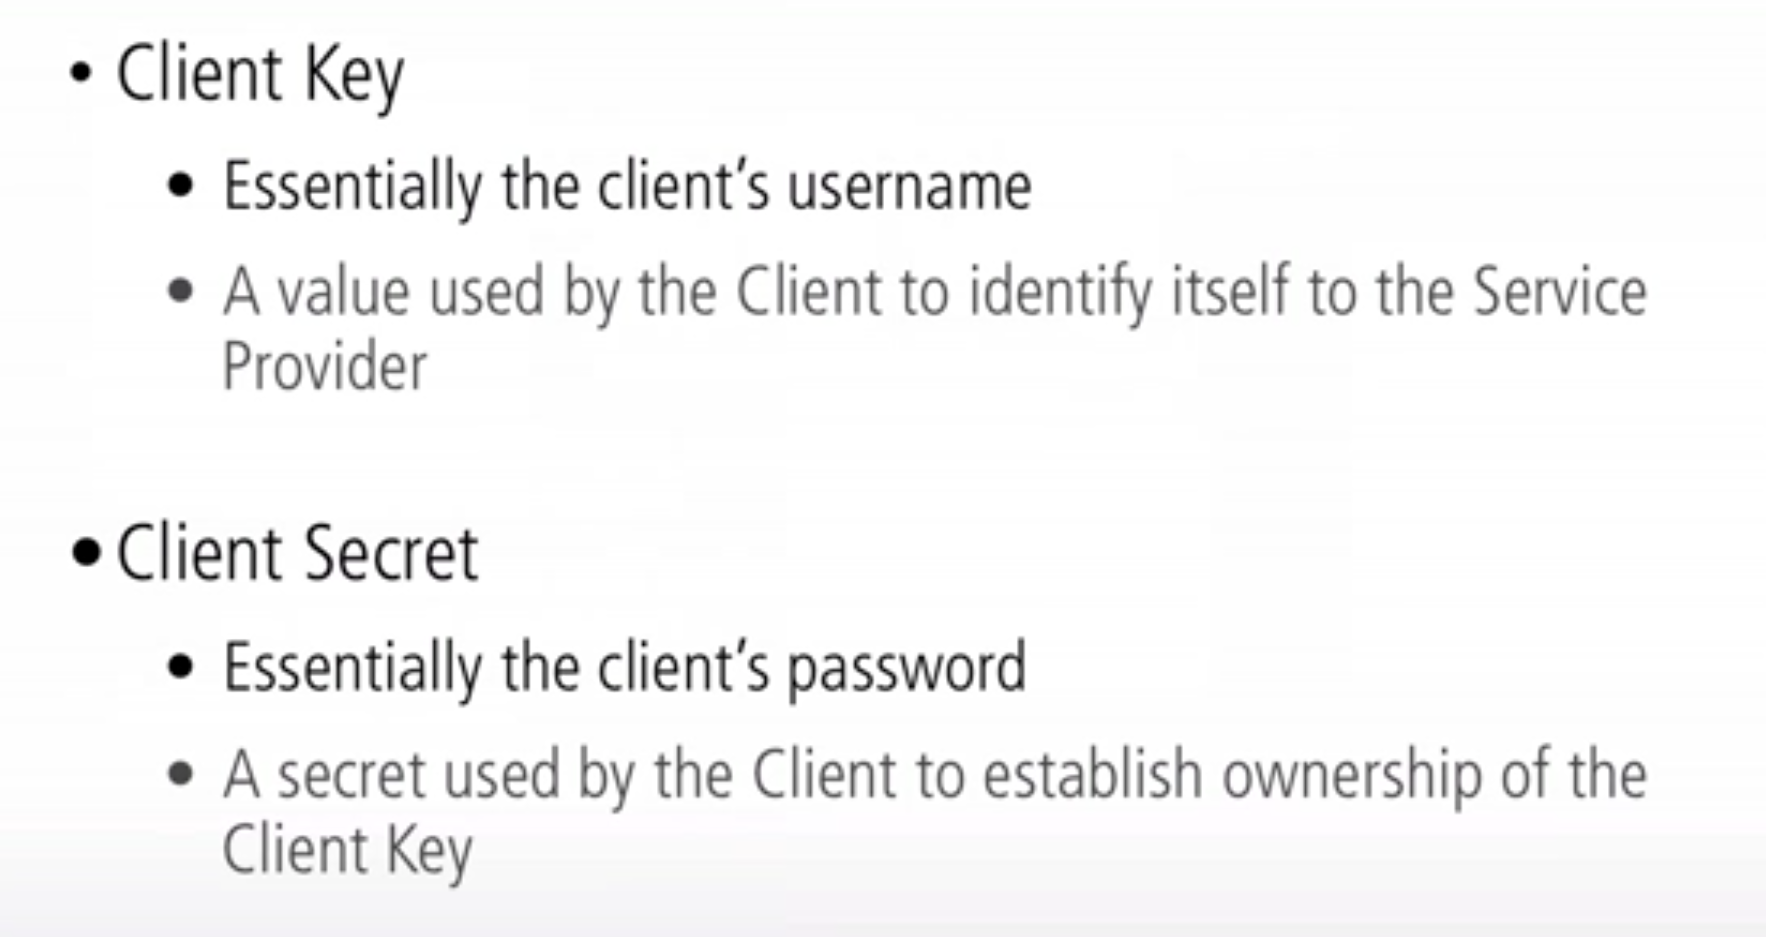 • Client Key
• Essentially the client’s username
• A value used by the Client to identify itself to the Service
Provider
• Client Secret
• Essentially the client’s password
• A secret used by the Client to establish ownership of the
Client Key